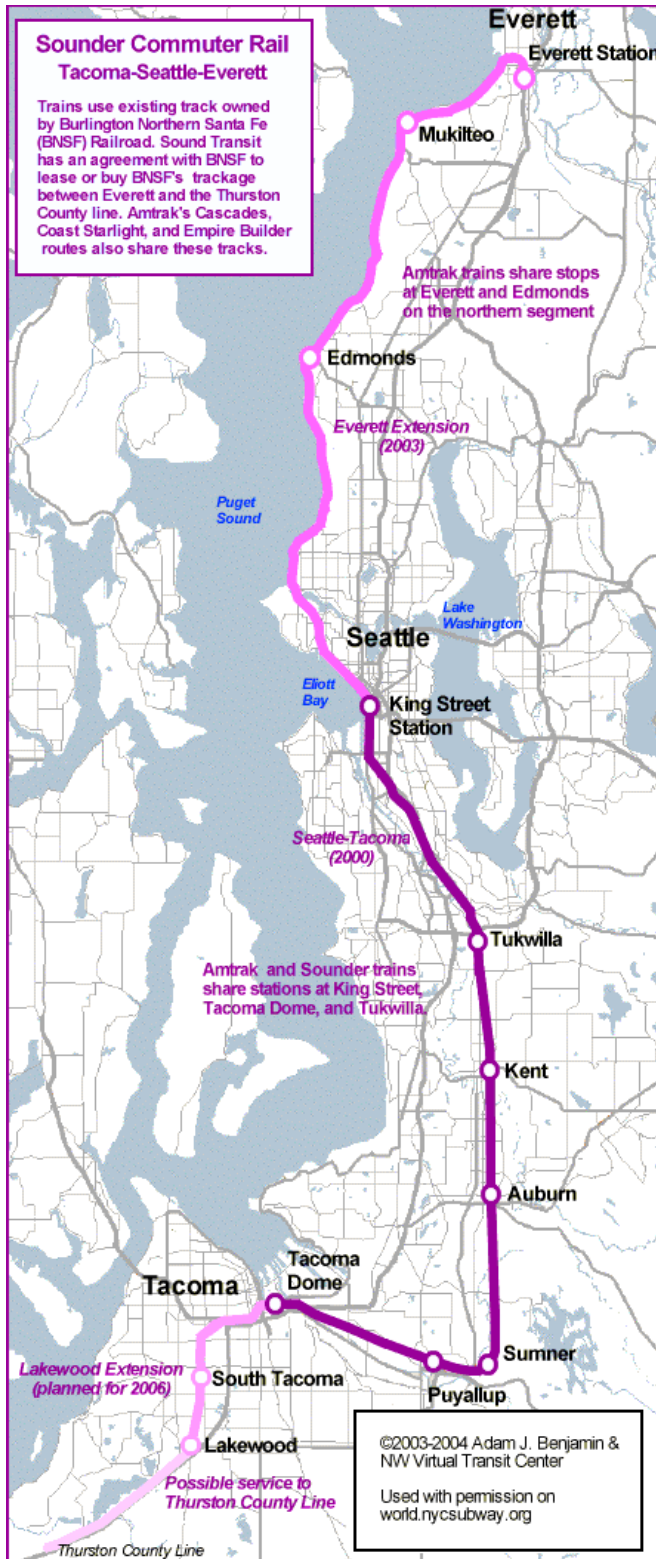 Sounder Commuter Rail
Tacoma-Seattle-Everett
Trains use existing track owned
by Burlington Northern Santa Fe
(BNSF) Railroad. Sound Transit
has an agreement with BNSF to
lease or buy BNSF's trackage
between Everett and the Thurston
County line. Amtrak's Cascades,
Coast Starlight, and Empire Builder
routes also share these tracks.
Everett
Everett Station
Mukilteo
Amtrak trains share stops
at Everett and Edmonds
on the northern segment
Edmonds
Everett Extension
(2003)
Puget
Sound
Lake
Washington
Seattle
Eliott
Bay
King Street
Station
Seattle-Tacoma
(2000)
Tukwilla
Amtrak and Sounder trains
share stations at King Street,
Tacoma Dome, and Tukwilla.
Kent
Auburn
Tacoma
Dome
Tacoma
Sumner
Puyallup
Lakewood Extension
(planned for 2006)
South Tacoma
Lakewood
Possible service to
Thurston County Line
Thurston County Line
©2003-2004 Adam J. Benjamin &
NW Virtual Transit Center
Used with permission on
world.nycsubway.org